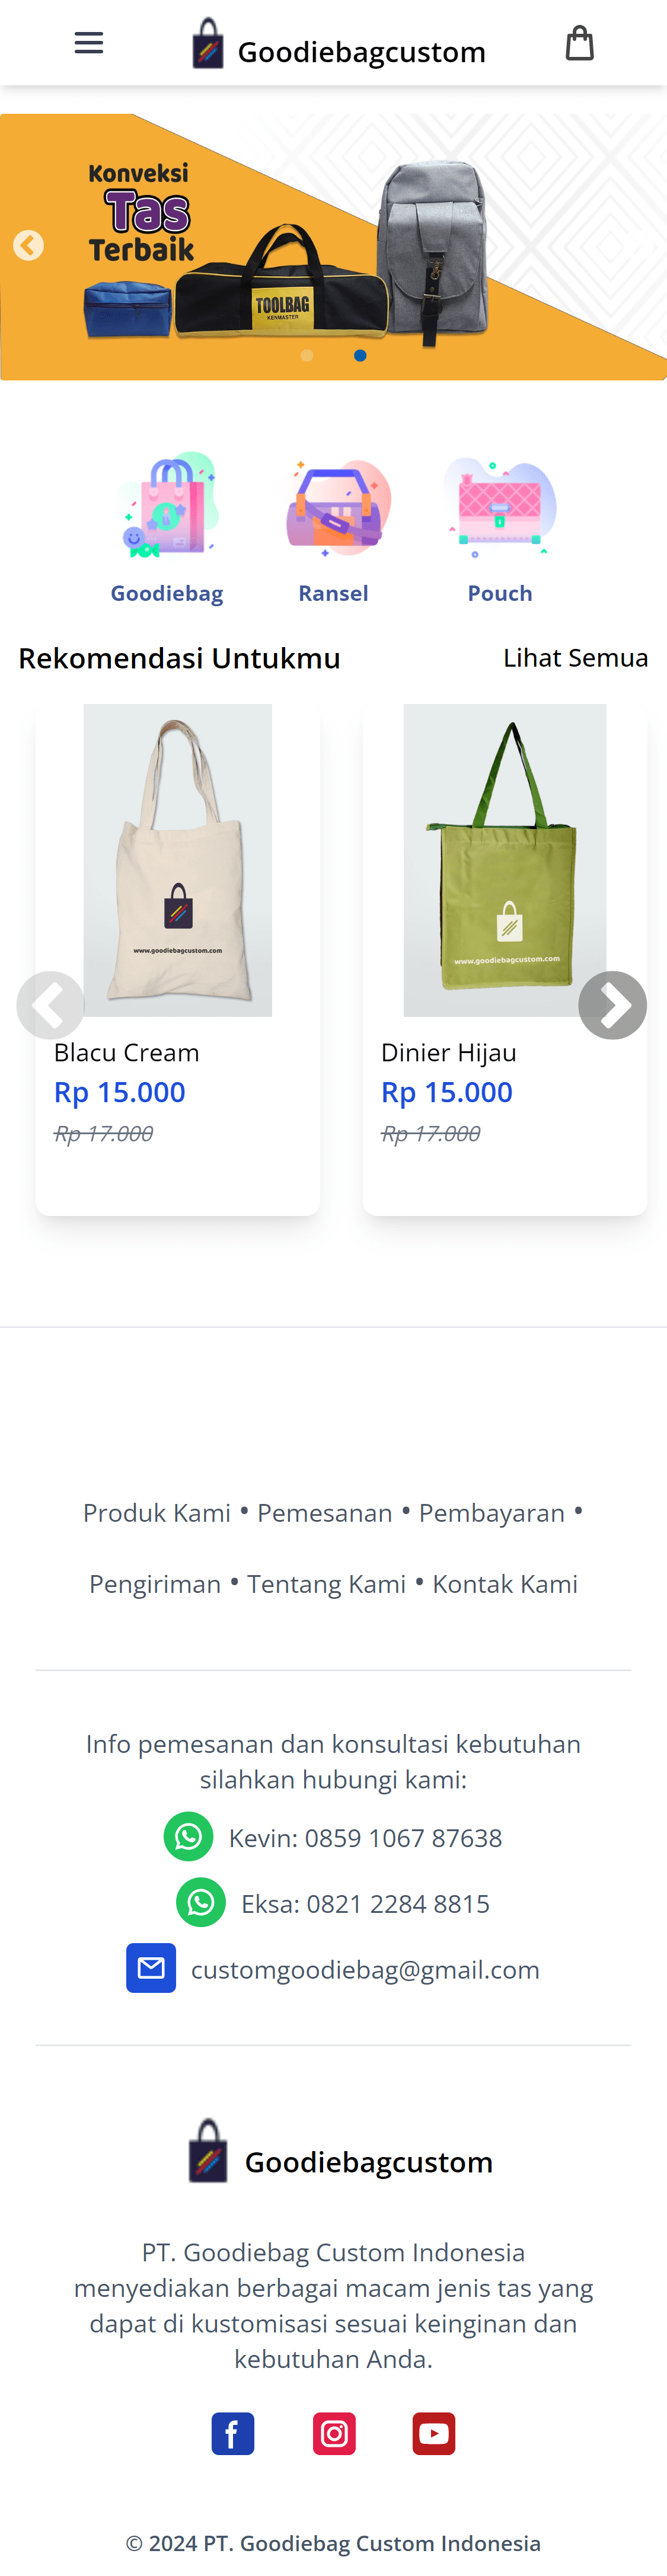 Goodiebagcustom
Konveksi
Tas
Terbaik
TOOLBAG
KENMASTER
Goodiebag
Ransel
Pouch
Rekomendasi Untukmu
Lihat Semua
www.goodiebagcustom.com
www.goodiebagcustom.com
Blacu Cream
Rp 15.000
Rp 17.000
Dinier Hijau
Rp 15.000
Rp 17.000
Produk Kami • Pemesanan • Pembayaran •
Pengiriman • Tentang Kami • Kontak Kami
Info pemesanan dan konsultasi kebutuhan
silahkan hubungi kami:
Kevin: 0859 1067 87638
Eksa: 0821 2284 8815
customgoodiebag@gmail.com
Goodiebagcustom
PT. Goodiebag Custom Indonesia
menyediakan berbagai macam jenis tas yang
dapat di kustomisasi sesuai keinginan dan
kebutuhan Anda.
© 2024 PT. Goodiebag Custom Indonesia